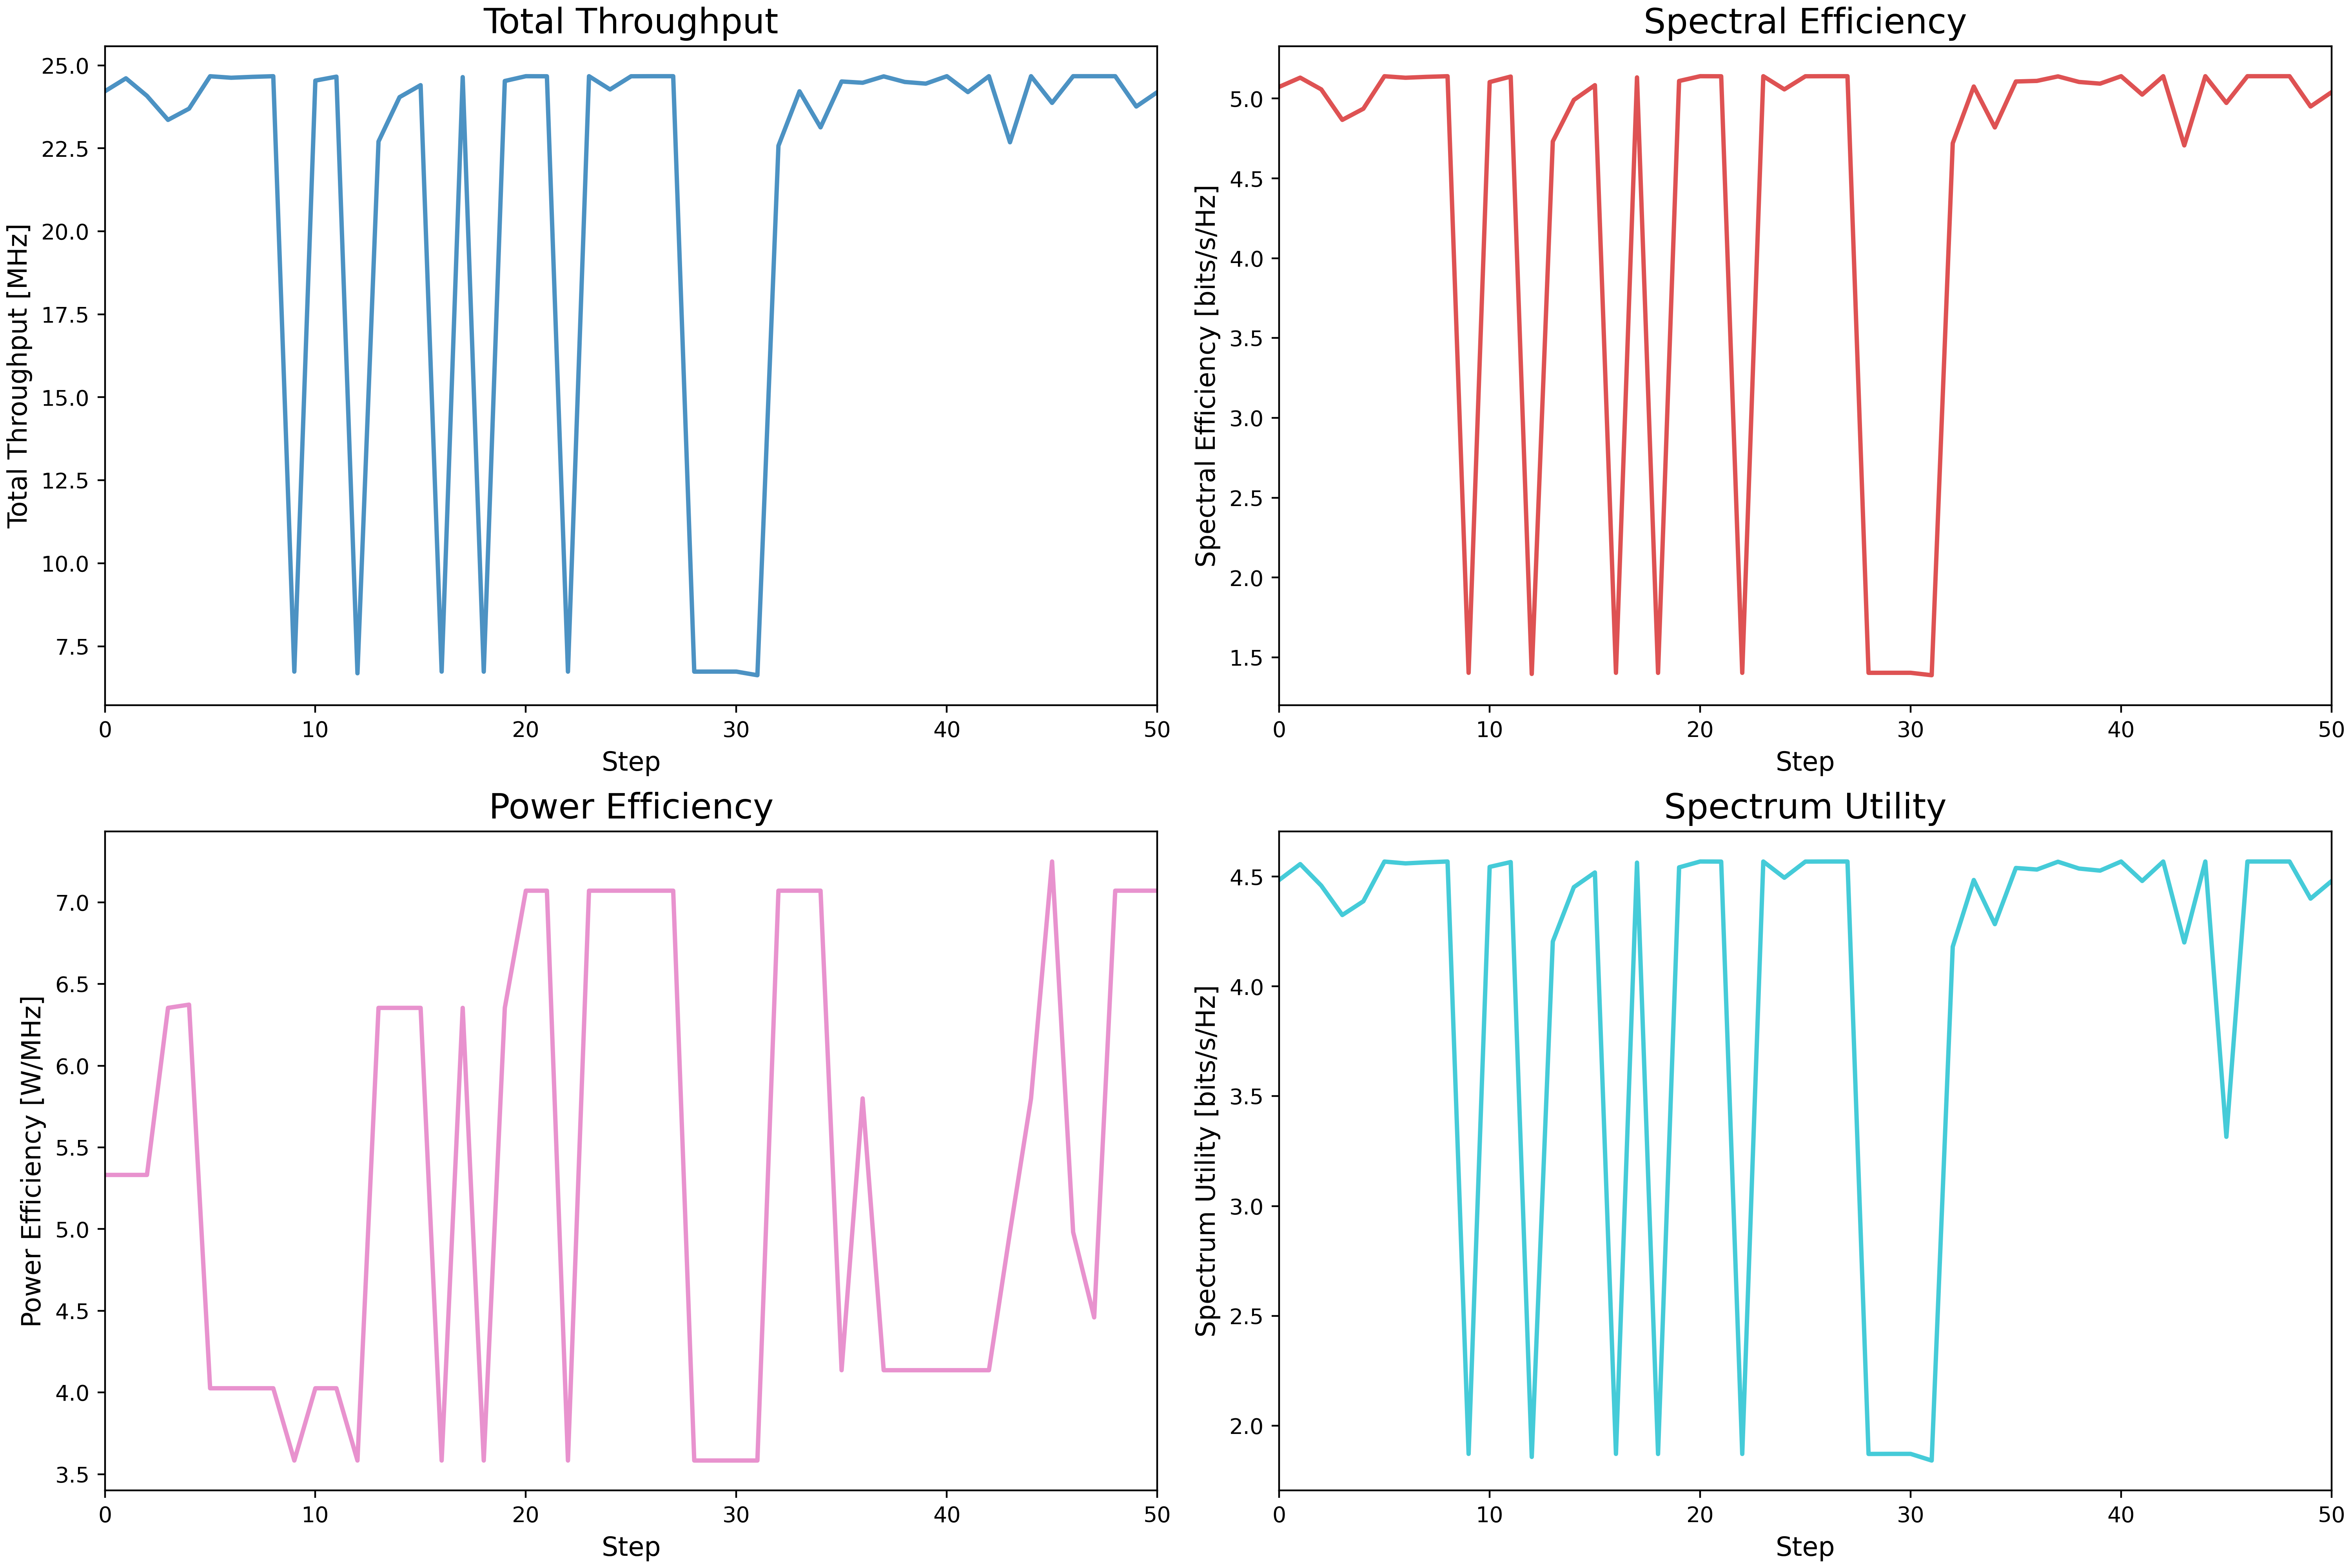 Total Throughput
Total Throughput [MHz]
25.0
22.5
20.0
17.5
15.0
12.5
10.0
7.5
0 10 20 30 40 50
Step
Spectral Efficiency
Spectral Efficiency [bits/s/Hz]
5.0
4.5
4.0
3.5
3.0
2.5
2.0
1.5
0 10 20 30 40 50
Step
Power Efficiency
Power Efficiency [W/MHz]
7.0
6.5
6.0
5.5
5.0
4.5
4.0
3.5
0 10 20 30 40 50
Step
Spectrum Utility
Spectrum Utility [bits/s/Hz]
4.5
4.0
3.5
3.0
2.5
2.0
0 10 20 30 40 50
Step